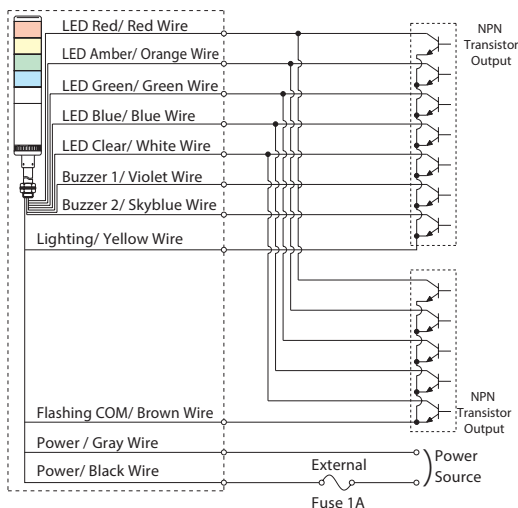 LED Red/ Red Wire
LED Amber/ Orange Wire
LED Green/ Green Wire
LED Blue/ Blue Wire
LED Clear/ White Wire
Buzzer 1/ Violet Wire
Buzzer 2/ Skyblue Wire
Lighting/ Yellow Wire
NPN
Transistor
Output
Flashing COM/ Brown Wire
NPN
Transistor
Output
Power / Gray Wire
Power/ Black Wire
External
Fuse 1A
Power
Source